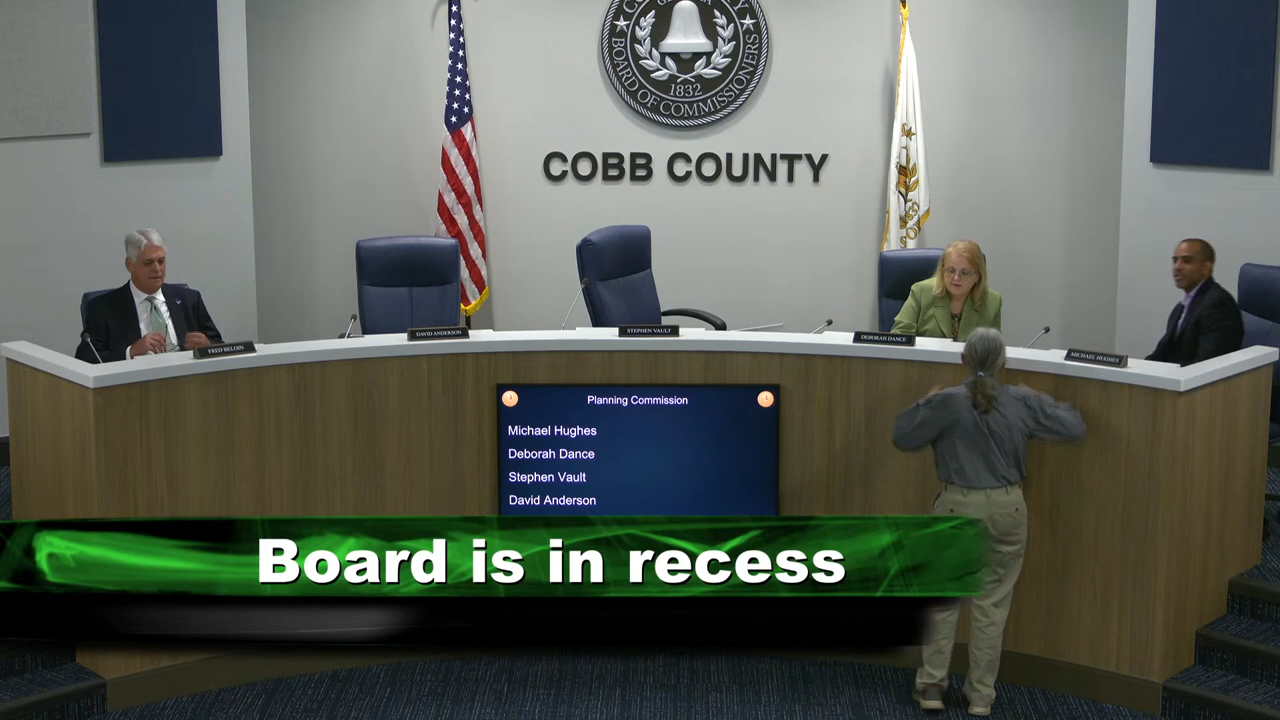 BOARD OF COMMISSIONERS
1832
COBB COUNTY
FRED BELOIN
DAVID ANDERSON
STEPHEN VAULT
DEBORAH DANCE
MICHAEL HUGHES
Planning Commission
Michael Hughes
Deborah Dance
Stephen Vault
David Anderson
Board is in recess